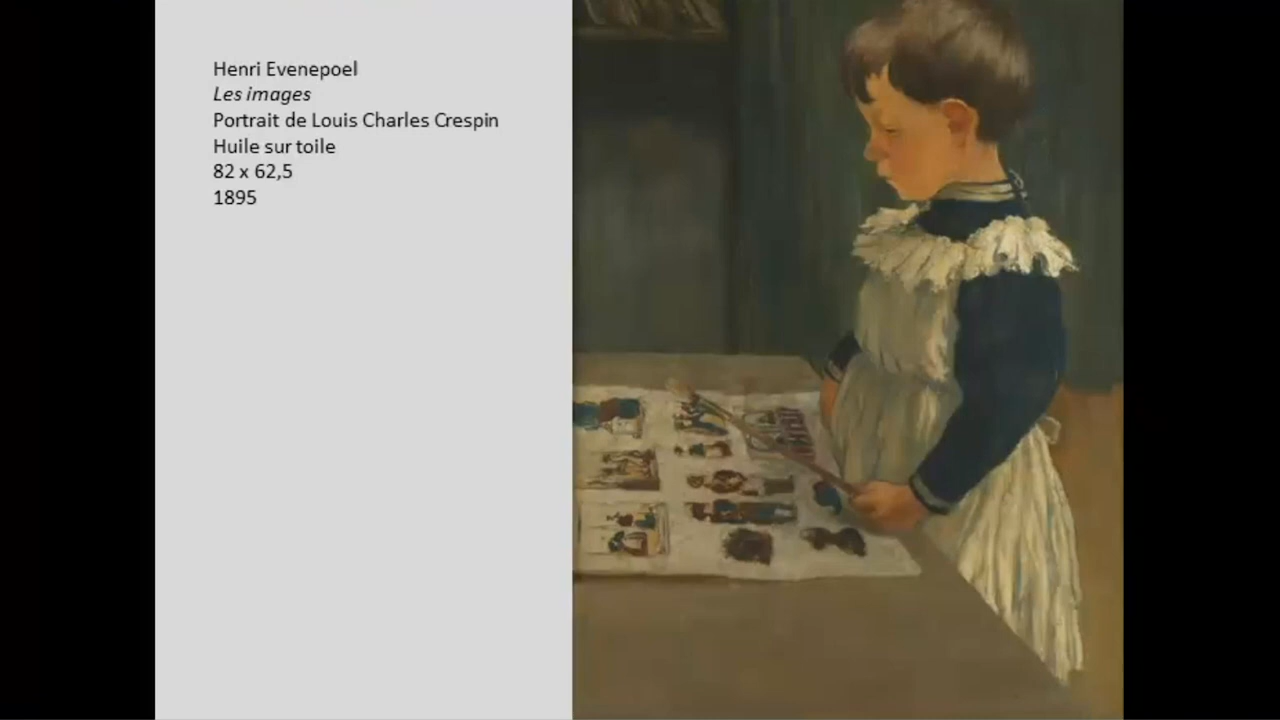 Henri Evenepoel
Les images
Portrait de Louis Charles Crespin
Huile sur toile
82 x 62,5
1895